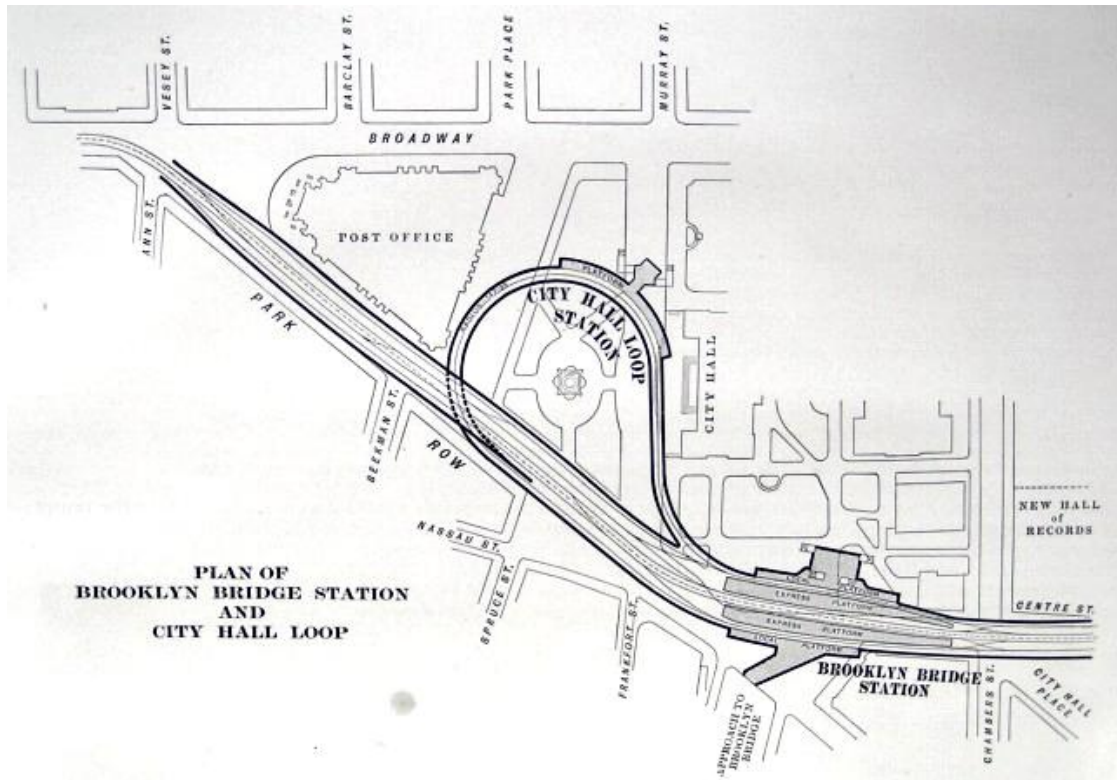 VESEY ST.
BARCLAY ST.
PARK PLACE
MURRAY ST.
BROADWAY
ANN ST.
POST OFFICE
PARK
ROW
PLATFORM
CITY HALL LOOP
STATION
CITY HALL
BEEKMAN ST.
NASSAU ST.
SPRUCE ST.
FRANKFORT ST.
NEW HALL
of
RECORDS
CENTRE ST.
PLATFORM
EXPRESS PLATFORM
EXPRESS PLATFORM
LOCAL PLATFORM
BROOKLYN BRIDGE
STATION
APPROACH TO
BROOKLYN
BRIDGE
CHAMBERS ST.
CITY HALL
PLACE
PLAN OF
BROOKLYN BRIDGE STATION
AND
CITY HALL LOOP